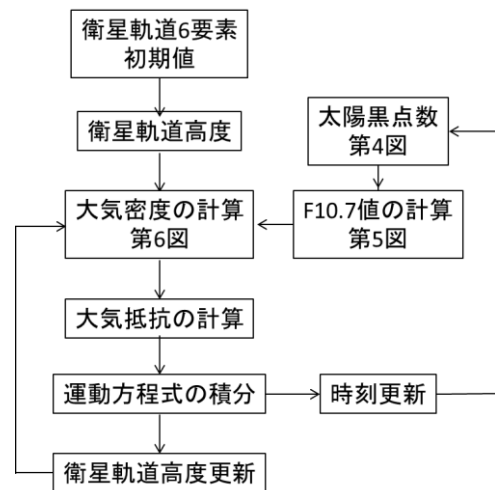 衛星軌道6要素
初期値
衛星軌道高度
太陽黒点数
第4図
大気密度の計算
第6図
F10.7値の計算
第5図
大気抵抗の計算
運動方程式の積分
時刻更新
衛星軌道高度更新